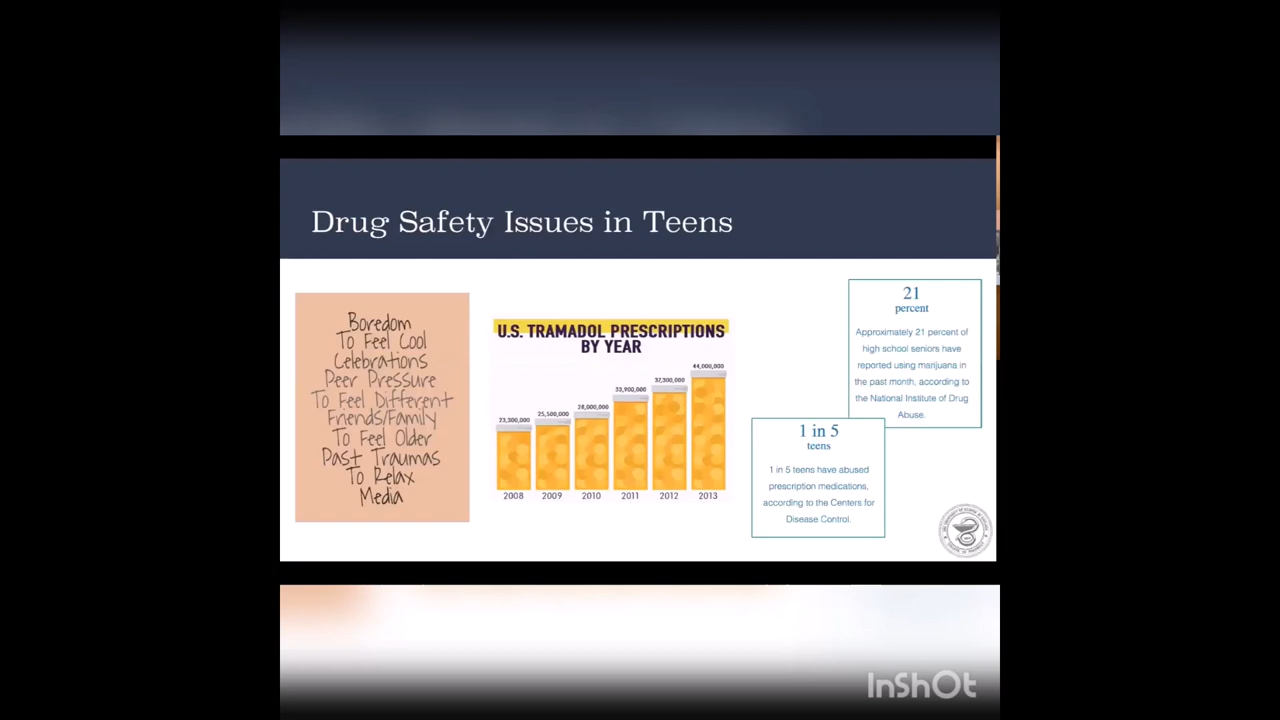 Drug Safety Issues in Teens
Boredom
To Feel Cool
Celebrations
Peer Pressure
To Feel Different
Friends/Family
To Feel Older
Past Traumas
To Relax
Media
U.S. TRAMADOL PRESCRIPTIONS
BY YEAR
23,300,000
25,500,000
28,000,000
33,900,000
37,300,000
44,000,000
2008
2009
2010
2011
2012
2013
21
percent
Approximately 21 percent of
high school seniors have
reported using marijuana in
the past month, according to
the National Institute of Drug
Abuse.
1 in 5
teens
1 in 5 teens have abused
prescription medications,
according to the Centers for
Disease Control.
InShOt